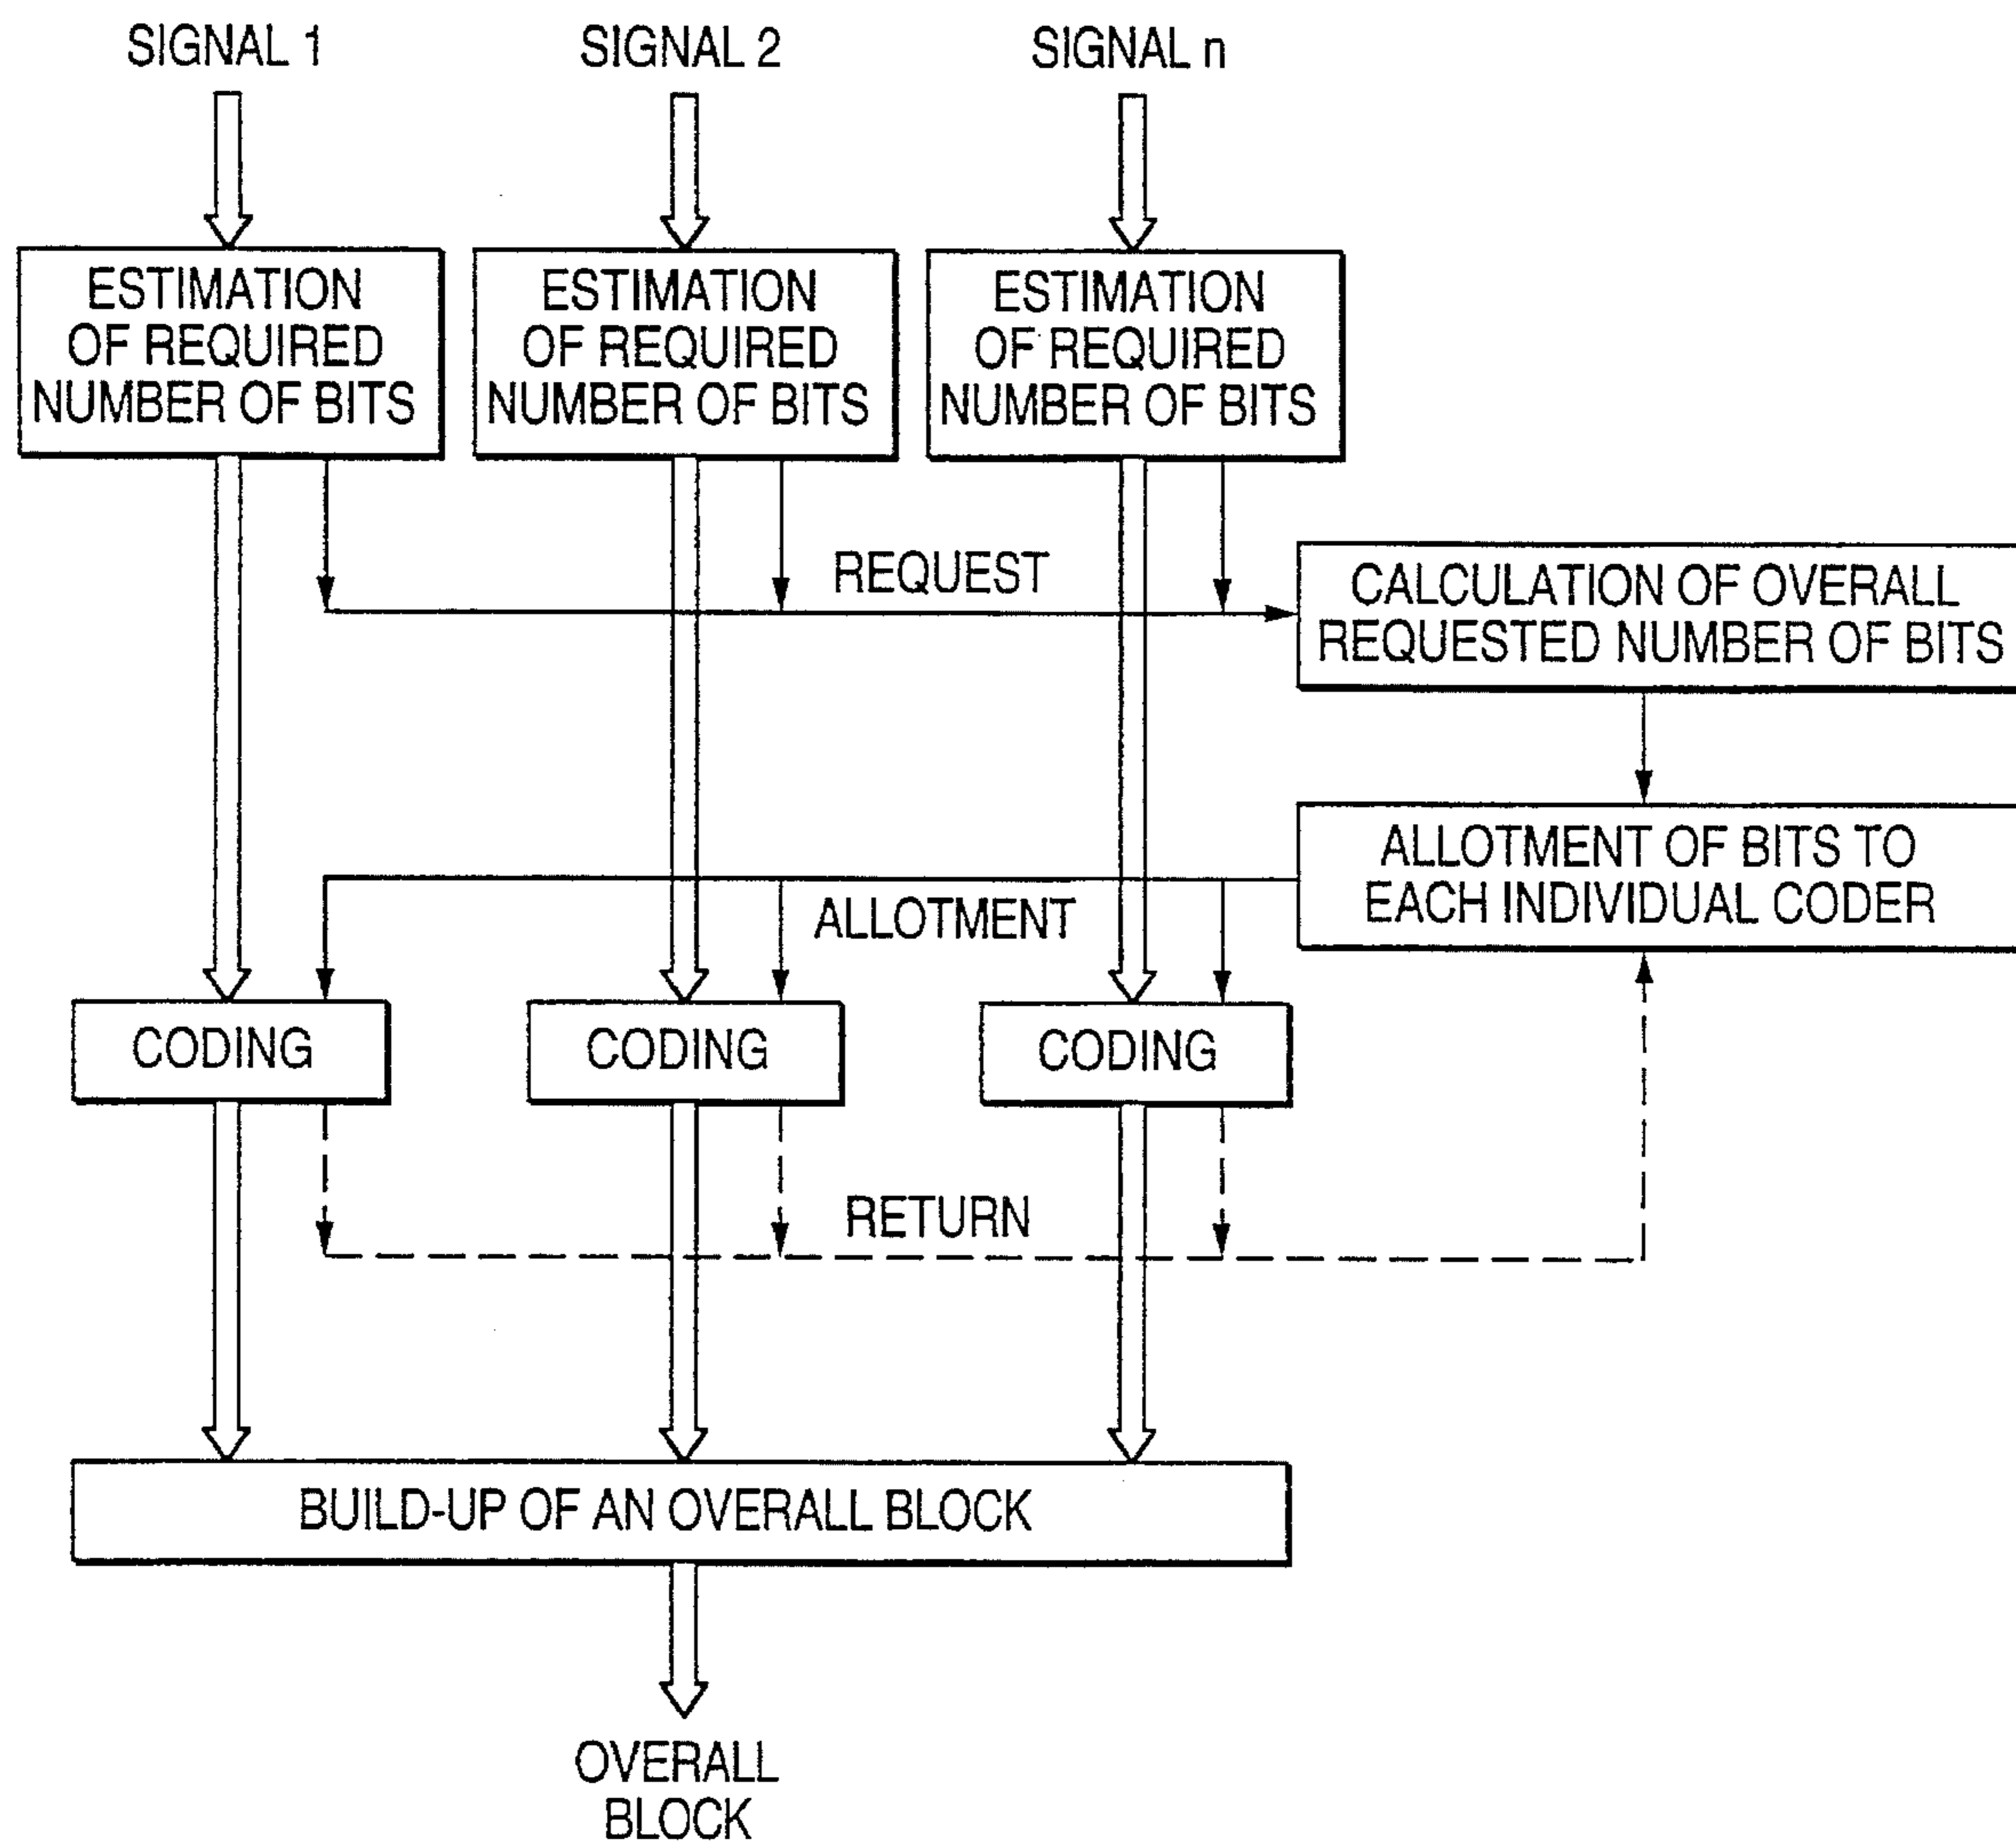 SIGNAL 1
SIGNAL 2
SIGNAL n
ESTIMATION
OF REQUIRED
NUMBER OF BITS
ESTIMATION
OF REQUIRED
NUMBER OF BITS
ESTIMATION
OF REQUIRED
NUMBER OF BITS
REQUEST
CALCULATION OF OVERALL
REQUESTED NUMBER OF BITS
ALLOTMENT OF BITS TO
EACH INDIVIDUAL CODER
ALLOTMENT
CODING
CODING
CODING
RETURN
BUILD-UP OF AN OVERALL BLOCK
OVERALL
BLOCK